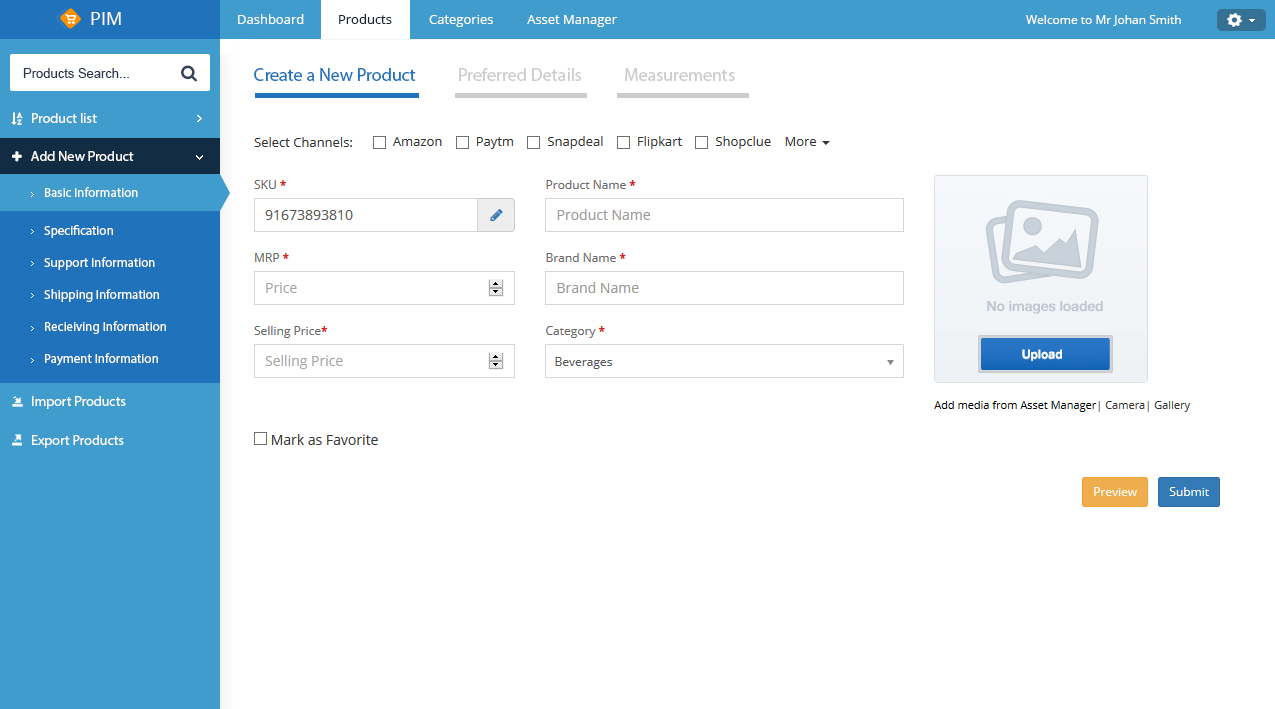 PIM
Dashboard Products Categories Asset Manager Welcome to Mr Johan Smith
Products Search...
Product list
Add New Product
Basic Information
Specification
Support Information
Shipping Information
Recieiving Information
Payment Information
Import Products
Export Products
Create a New Product Preferred Details Measurements
Select Channels: Amazon Paytm Snapdeal Flipkart Shopclue More
SKU * Product Name *
91673893810 Product Name
MRP * Brand Name *
Price Brand Name
Selling Price* Category *
Selling Price Beverages
No images loaded
Upload
Add media from Asset Manager| Camera| Gallery
Mark as Favorite
Preview Submit